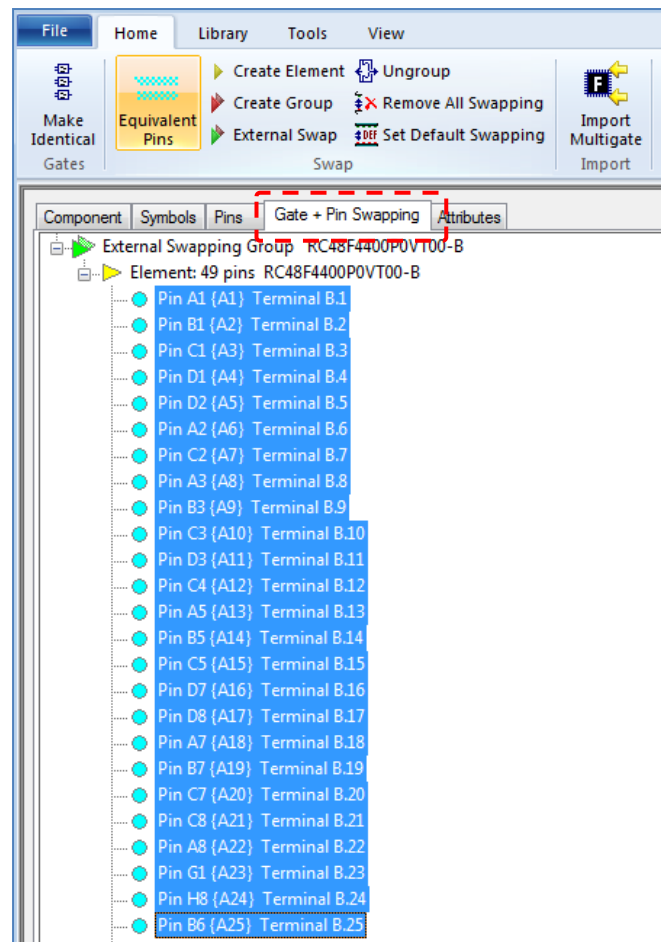 File Home Library Tools View
Make Identical
Equivalent Pins
Create Element
Create Group
External Swap
Ungroup
Remove All Swapping
DEF Set Default Swapping
F
Import Multigate
Gates Swap Import
Component Symbols Pins Gate + Pin Swapping Attributes
External Swapping Group RC48F4400P0VT00-B
Element: 49 pins RC48F4400P0VT00-B
Pin A1 {A1} Terminal B.1
Pin B1 {A2} Terminal B.2
Pin C1 {A3} Terminal B.3
Pin D1 {A4} Terminal B.4
Pin D2 {A5} Terminal B.5
Pin A2 {A6} Terminal B.6
Pin C2 {A7} Terminal B.7
Pin A3 {A8} Terminal B.8
Pin B3 {A9} Terminal B.9
Pin C3 {A10} Terminal B.10
Pin D3 {A11} Terminal B.11
Pin C4 {A12} Terminal B.12
Pin A5 {A13} Terminal B.13
Pin B5 {A14} Terminal B.14
Pin C5 {A15} Terminal B.15
Pin D7 {A16} Terminal B.16
Pin D8 {A17} Terminal B.17
Pin A7 {A18} Terminal B.18
Pin B7 {A19} Terminal B.19
Pin C7 {A20} Terminal B.20
Pin C8 {A21} Terminal B.21
Pin A8 {A22} Terminal B.22
Pin G1 {A23} Terminal B.23
Pin H8 {A24} Terminal B.24
Pin B6 {A25} Terminal B.25